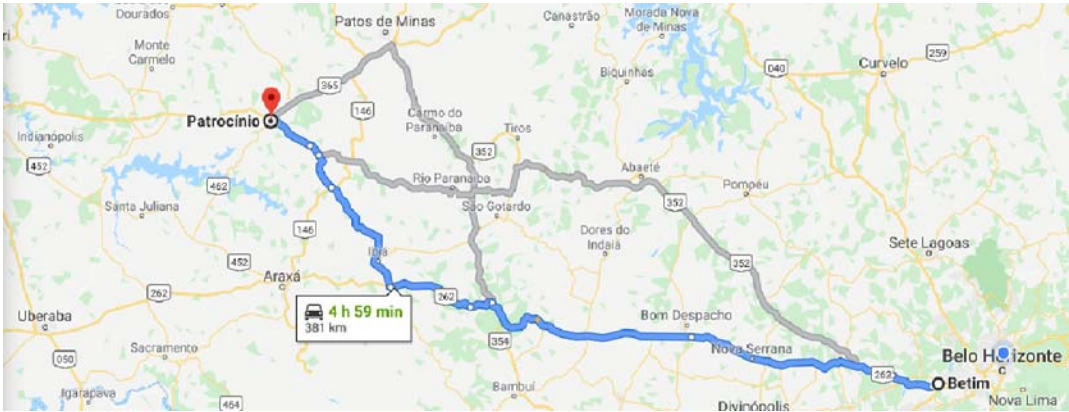 Dourados
Patos de Minas
Canastrão
Morada Nova
de Minas
259
Monte
Carmelo
040
Curvelo
Biquinhas
365
Patrocínio
146
Carmo do
Paranaíba
Tiros
Indianópolis
352
452
Abaeté
462
Rio Paranaíba
Pompéu
Santa Juliana
São Gotardo
352
146
Dores do
Indaiá
Sete Lagoas
452
Ibiá
352
Araxá
262
262
4 h 59 min
381 km
Uberaba
Bom Despacho
354
Nova Serrana
Belo Horizonte
050
Sacramento
262
Betim
Bambuí
Igarapava
464
Divinópolis
Nova Lima